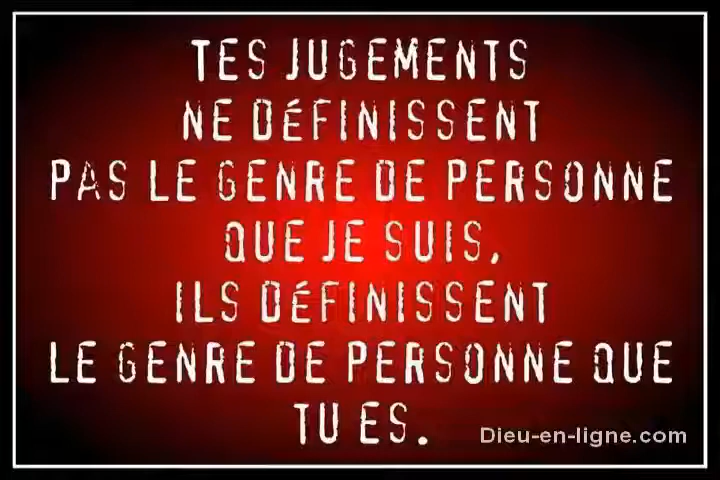 TES JUGEMENTS
NE DÉFINISSENT
PAS LE GENRE DE PERSONNE
QUE JE SUIS,
ILS DÉFINISSENT
LE GENRE DE PERSONNE QUE
TU ES.
Dieu-en-ligne.com